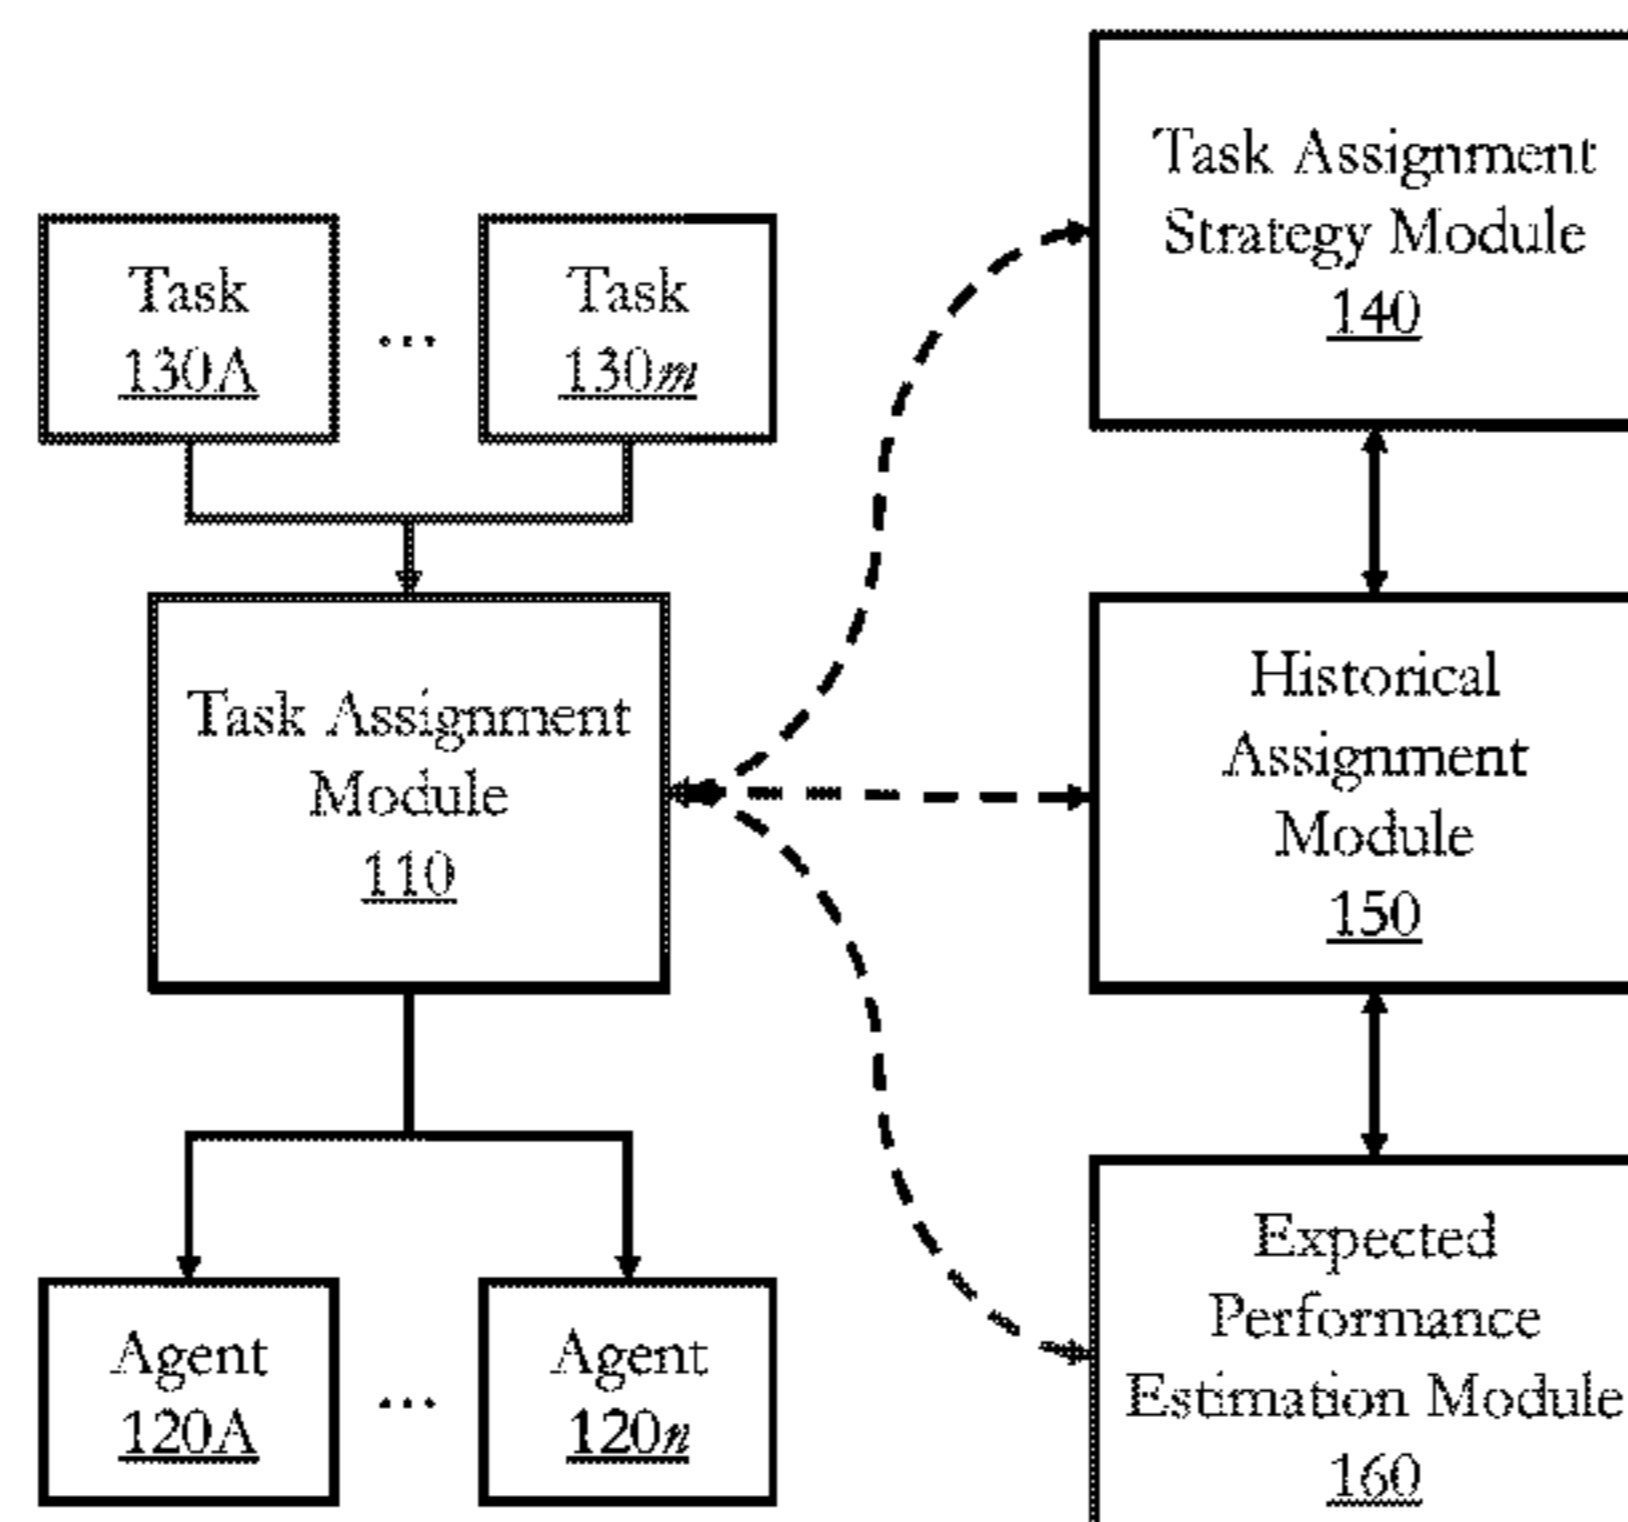 Task Assignment
Strategy Module
140
Task
130A
...
Task
130m
Task Assignment
Module
110
Historical
Assignment
Module
150
Agent
120A
...
Agent
120n
Expected
Performance
Estimation Module
160